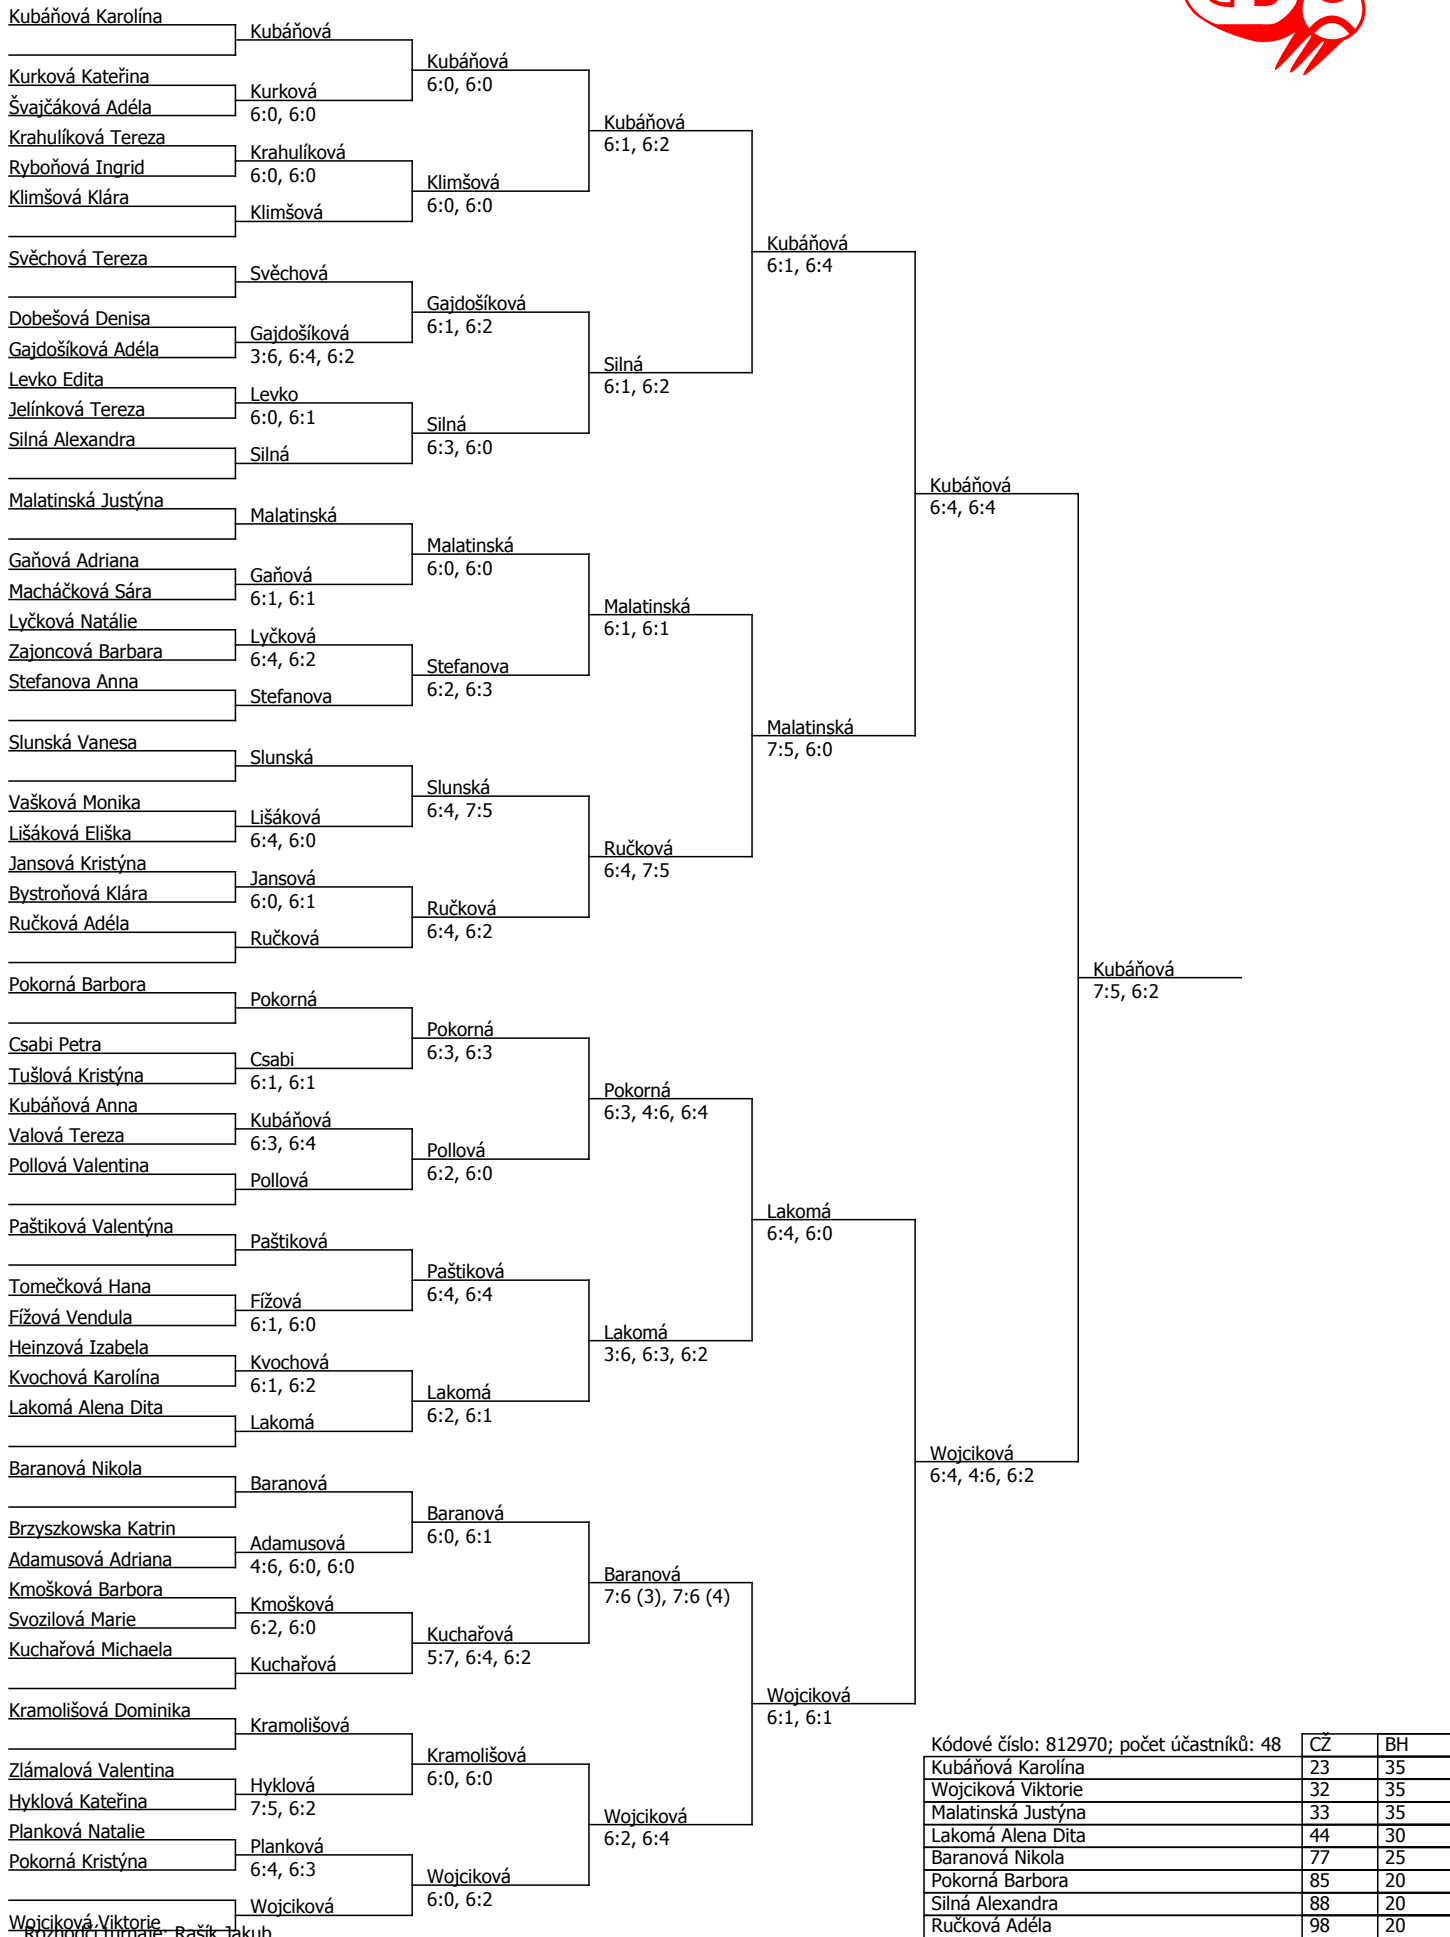 Kubáňová Karolína
Kurková Kateřina
Švajčáková Adéla
Krahulíková Tereza
Ryboňová Ingrid
Klimšová Klára
Svěchová Tereza
Dobešová Denisa
Gajdošíková Adéla
Levko Edita
Jelínková Tereza
Silná Alexandra
Malatinská Justýna
Gaňová Adriana
Macháčková Sára
Lyčková Natálie
Zajoncová Barbara
Stefanova Anna
Slunská Vanesa
Vašková Monika
Lišáková Eliška
Jansová Kristýna
Bystroňová Klára
Ručková Adéla
Pokorná Barbora
Csabi Petra
Tušlová Kristýna
Kubáňová Anna
Valová Tereza
Pollová Valentina
Paštiková Valentýna
Tomečková Hana
Fížová Vendula
Heinzová Izabela
Kvochová Karolína
Lakomá Alena Dita
Baranová Nikola
Brzyszkowska Katrin
Adamusová Adriana
Kmošková Barbora
Svozilová Marie
Kuchařová Michaela
Kramolišová Dominika
Zlámalová Valentina
Hyklová Kateřina
Planková Natalie
Pokorná Kristýna
Wojciková Viktorie
Rozhodčí turnaje: Rašík Jakub
Kubáňová
Kurková
6:0, 6:0
Krahulíková
6:0, 6:0
Klimšová
Svěchová
Gajdošíková
3:6, 6:4, 6:2
Levko
6:0, 6:1
Silná
Malatinská
Gaňová
6:1, 6:1
Lyčková
6:4, 6:2
Stefanova
Slunská
Lišáková
6:4, 6:0
Jansová
6:0, 6:1
Ručková
Pokorná
Csabi
6:1, 6:1
Kubáňová
6:3, 6:4
Pollová
Paštiková
Fížová
6:1, 6:0
Kvochová
6:1, 6:2
Lakomá
Baranová
Adamusová
4:6, 6:0, 6:0
Kmošková
6:2, 6:0
Kuchařová
Kramolišová
Hyklová
7:5, 6:2
Planková
6:4, 6:3
Wojciková
Kubáňová
6:0, 6:0
Klimšová
6:0, 6:0
Gajdošíková
6:1, 6:2
Silná
6:3, 6:0
Malatinská
6:0, 6:0
Stefanova
6:2, 6:3
Slunská
6:4, 7:5
Ručková
6:4, 6:2
Pokorná
6:3, 6:3
Pollová
6:2, 6:0
Paštiková
6:4, 6:4
Lakomá
6:2, 6:1
Baranová
6:0, 6:1
Kuchařová
5:7, 6:4, 6:2
Kramolišová
6:0, 6:0
Wojciková
6:0, 6:2
Kubáňová
6:1, 6:2
Silná
6:1, 6:2
Malatinská
6:1, 6:1
Ručková
6:4, 7:5
Pokorná
6:3, 4:6, 6:4
Lakomá
3:6, 6:3, 6:2
Baranová
7:6 (3), 7:6 (4)
Wojciková
6:2, 6:4
Kubáňová
6:1, 6:4
Malatinská
7:5, 6:0
Lakomá
6:4, 6:0
Wojciková
6:1, 6:1
Kubáňová
6:4, 6:4
Wojciková
6:4, 4:6, 6:2
Kubáňová
7:5, 6:2
Kódové číslo: 812970; počet účastníků: 48 CŽ BH
Kubáňová Karolína 23 35
Wojciková Viktorie 32 35
Malatinská Justýna 33 35
Lakomá Alena Dita 44 30
Baranová Nikola 77 25
Pokorná Barbora 85 20
Silná Alexandra 88 20
Ručková Adéla 98 20